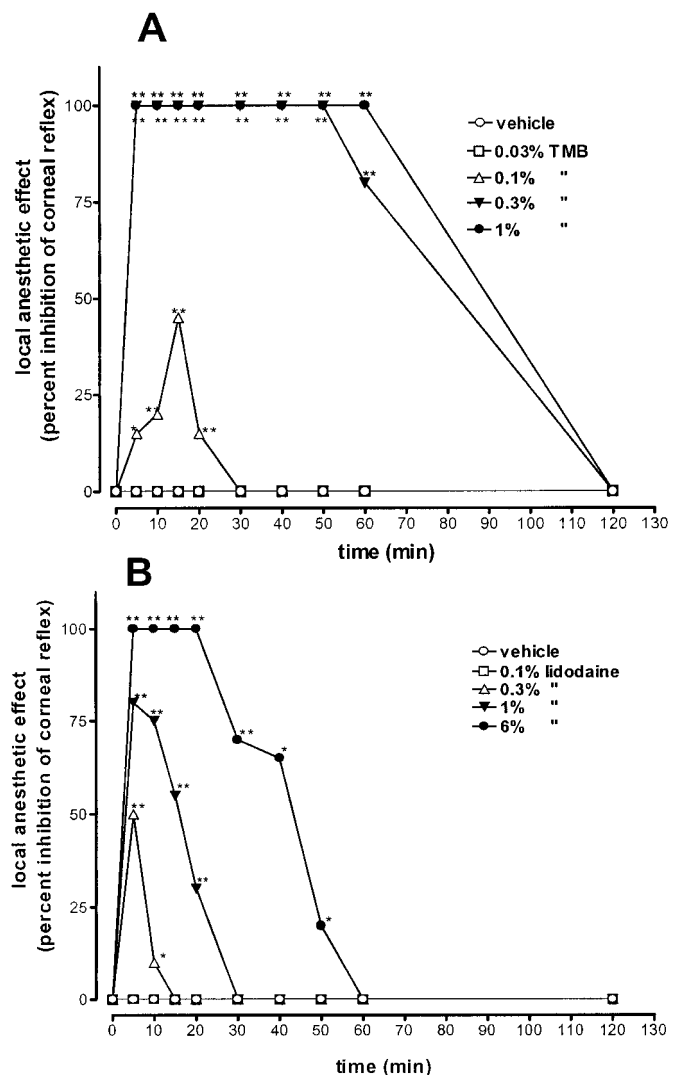 A
local anesthetic effect
(percent inhibition of corneal reflex)
100
75
50
25
0
** ** ** ** ** ** ** **
** ** ** ** ** ** **
**
**
**
*
**
vehicle
0.03% TMB
0.1% "
0.3% "
1% "
0 10 20 30 40 50 60 70 80 90 100 110 120 130
time (min)
B
local anesthetic effect
(percent inhibition of corneal reflex)
100
75
50
25
0
** ** ** **
**
**
**
**
**
*
**
*
*
vehicle
0.1% lidodaine
0.3% "
1% "
6% "
0 10 20 30 40 50 60 70 80 90 100 110 120 130
time (min)